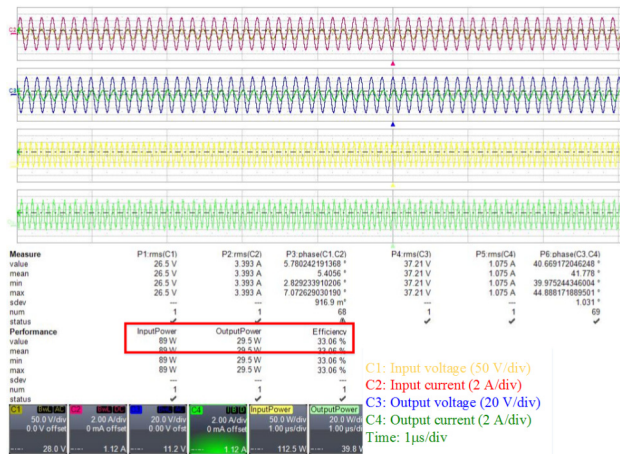 C2
Measure P1:rms(C1) P2:rms(C2) P3:phase(C1,C2) P4:rms(C3) P5:rms(C4) P6:phase(C3,C4)
value 26.5 V 3.393 A 5.780242191368 ° 37.21 V 1.075 A 40.669172046248 °
mean 26.5 V 3.393 A 5.4056 ° 37.21 V 1.075 A 41.778 °
min 26.5 V 3.393 A 2.829233910206 ° 37.21 V 1.075 A 39.975244346004 °
max 26.5 V 3.393 A 7.072629030190 ° 37.21 V 1.075 A 44.888171889501 °
sdev --- --- 916.9 m° --- --- 1.031 °
num 1 1 68 1 1 69
status
Performance InputPower OutputPower Efficiency
value 89 W 29.5 W 33.06 %
mean 89 W 29.5 W 33.06 %
min 89 W 29.5 W 33.06 %
max 89 W 29.5 W 33.06 %
sdev --- --- ---
num 1 1 1
status
C1: Input voltage (50 V/div)
C2: Input current (2 A/div)
C3: Output voltage (20 V/div)
C4: Output current (2 A/div)
Time: 1μs/div
C1 BwL AC C2 BwL DC C4 InputPower OutputPower
50.0 V/div 2.00 A/div 20.0 V/div 2.00 A/div 50.0 W/div 20.0 W
0.0 V offset 0 mA offset 0.00 V ofst 0 mA offset 1.00 µs/div 1.00 µs/div
28.0 V 1.12 A 11.2 V 1.12 A 112.5 W 39.8 W